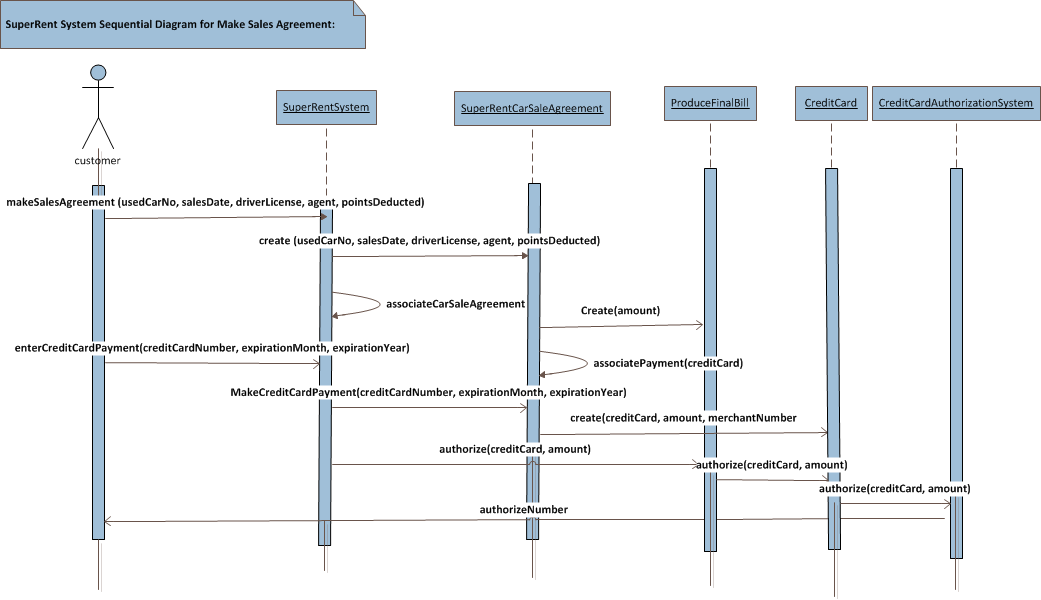 SuperRent System Sequential Diagram for Make Sales Agreement:
customer
SuperRentSystem
SuperRentCarSaleAgreement
ProduceFinalBill
CreditCard
CreditCardAuthorizationSystem
makeSalesAgreement (usedCarNo, salesDate, driverLicense, agent, pointsDeducted)
create (usedCarNo, salesDate, driverLicense, agent, pointsDeducted)
associateCarSaleAgreement
Create(amount)
enterCreditCardPayment(creditCardNumber, expirationMonth, expirationYear)
associatePayment(creditCard)
MakeCreditCardPayment(creditCardNumber, expirationMonth, expirationYear)
create(creditCard, amount, merchantNumber
authorize(creditCard, amount)
authorize(creditCard, amount)
authorize(creditCard, amount)
authorizeNumber